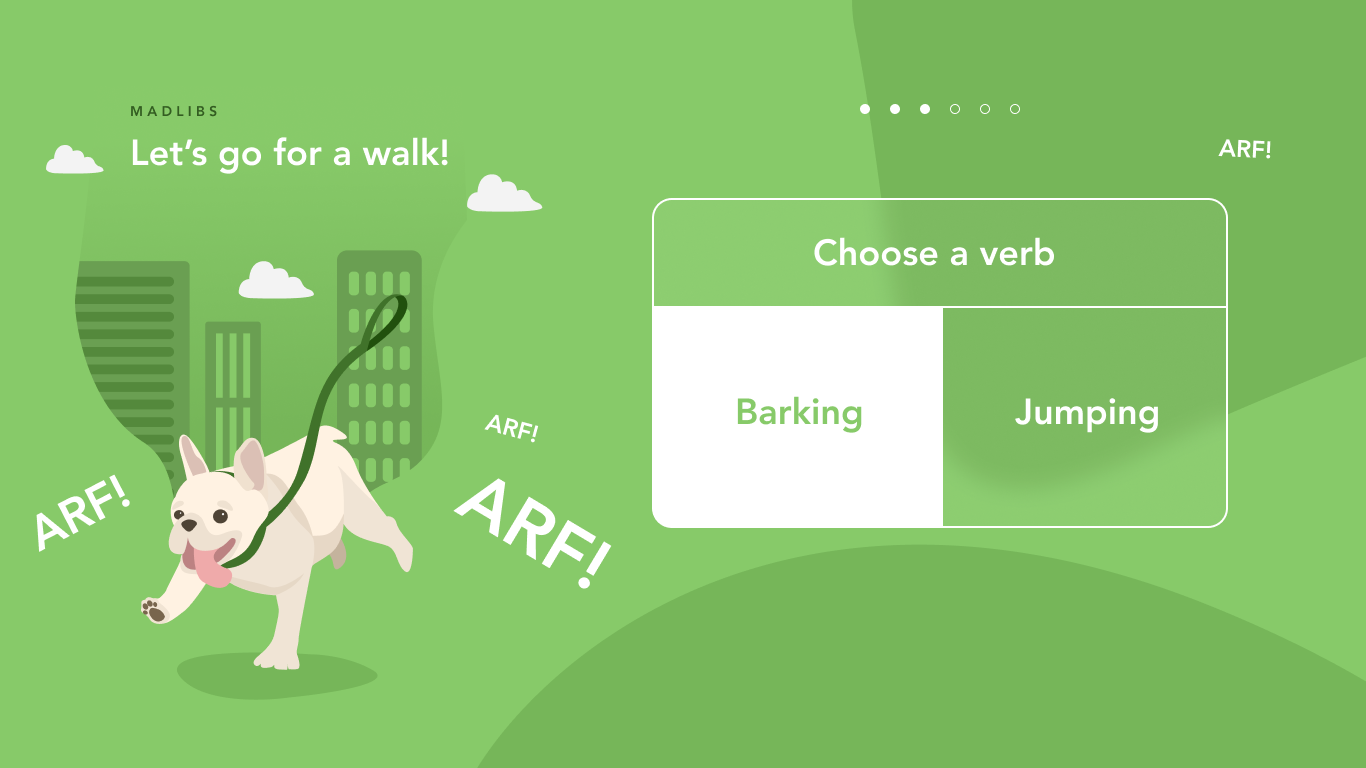 MADLIBS
Let's go for a walk!
ARF!
Choose a verb
Barking
Jumping
ARF!
ARF!
ARF!